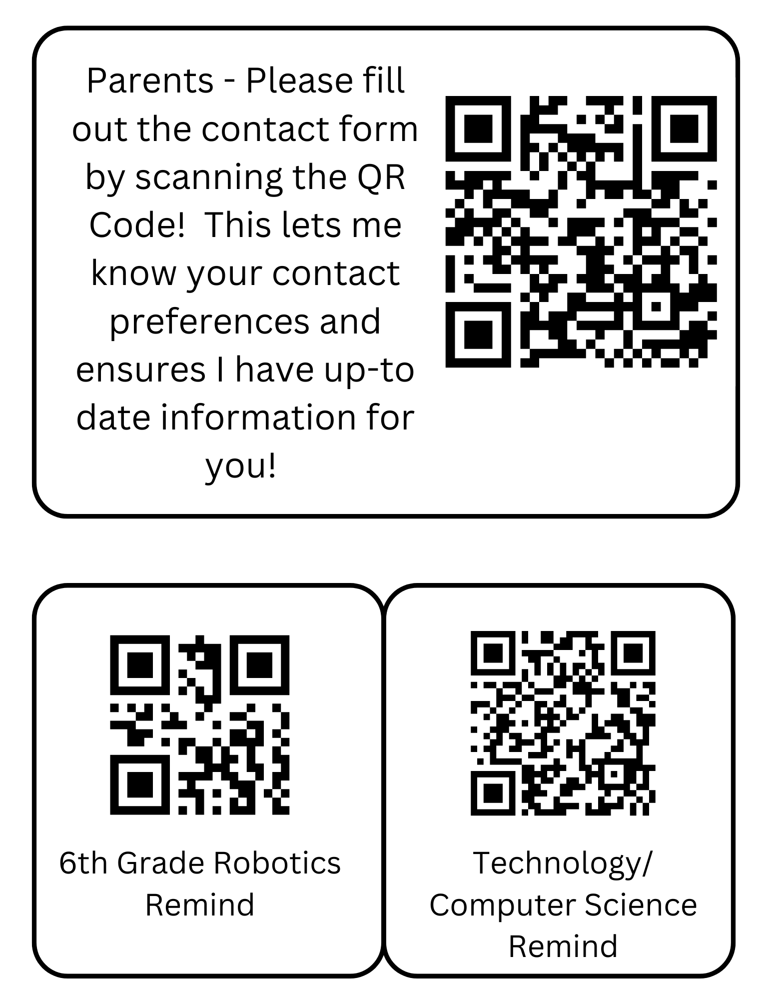 Parents - Please fill
out the contact form
by scanning the QR
Code!  This lets me
know your contact
preferences and
ensures I have up-to
date information for
you!
6th Grade Robotics
Remind
Technology/
Computer Science
Remind